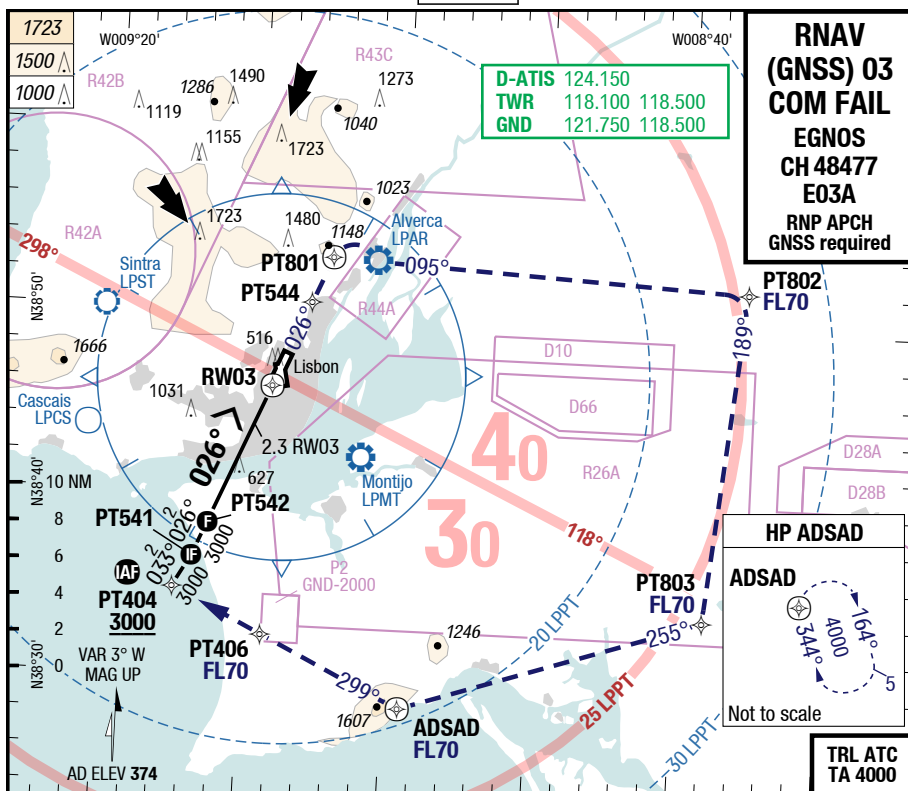 1723
1500
1000
W009°20'
W008°40'
R42B
R43C
1286
1490
1273
1119
1040
1155
1723
D-ATIS 124.150
TWR 118.100 118.500
GND 121.750 118.500
RNAV
(GNSS) 03
COM FAIL
EGNOS
CH 48477
E03A
RNP APCH
GNSS required
1023
1723
1480
1148
Alverca
LPAR
R42A
298°
Sintra
LPST
PT801
095°
PT802
FL70
PT544
N38°50'
R44A
026°
189°
516
1666
D10
RW03
Lisbon
1031
D66
Cascais
LPCS
026°
2.3 RW03
40
R26A
D28A
N38°40'
10 NM
627
Montijo
LPMT
D28B
PT542
8
PT541
F
30
118°
2
026°
HP ADSAD
6
IF
2
033°
3000
3000
P2
GND-2000
PT803
FL70
ADSAD
IAF
4
PT404
3000
164°
4000
344°
5
Not to scale
2
PT406
FL70
1246
20 LPPT
255°
N38°30'
0
VAR 3° W
MAG UP
299°
25 LPPT
1607
ADSAD
FL70
30 LPPT
AD ELEV 374
TRL ATC
TA 4000